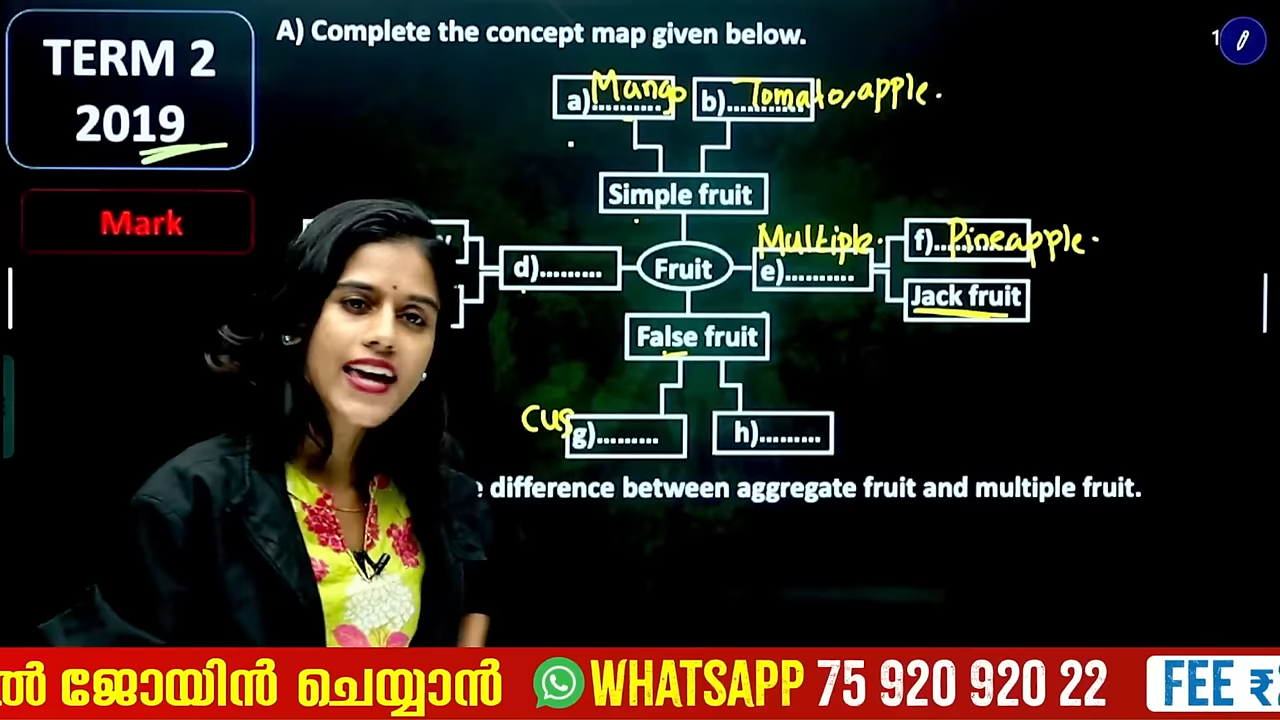 TERM 2
2019
Mark
A) Complete the concept map given below.
1
a).......... Mango
b)........... Tomato, apple.
Simple fruit
d).........
Fruit
Multiple.
e)..........
f)......... Pineapple.
Jack fruit
False fruit
Cus
g).........
h).........
difference between aggregate fruit and multiple fruit.
ൽ ജോയിൻ ചെയ്യാൻ WHATSAPP 75 920 920 22 FEE ₹